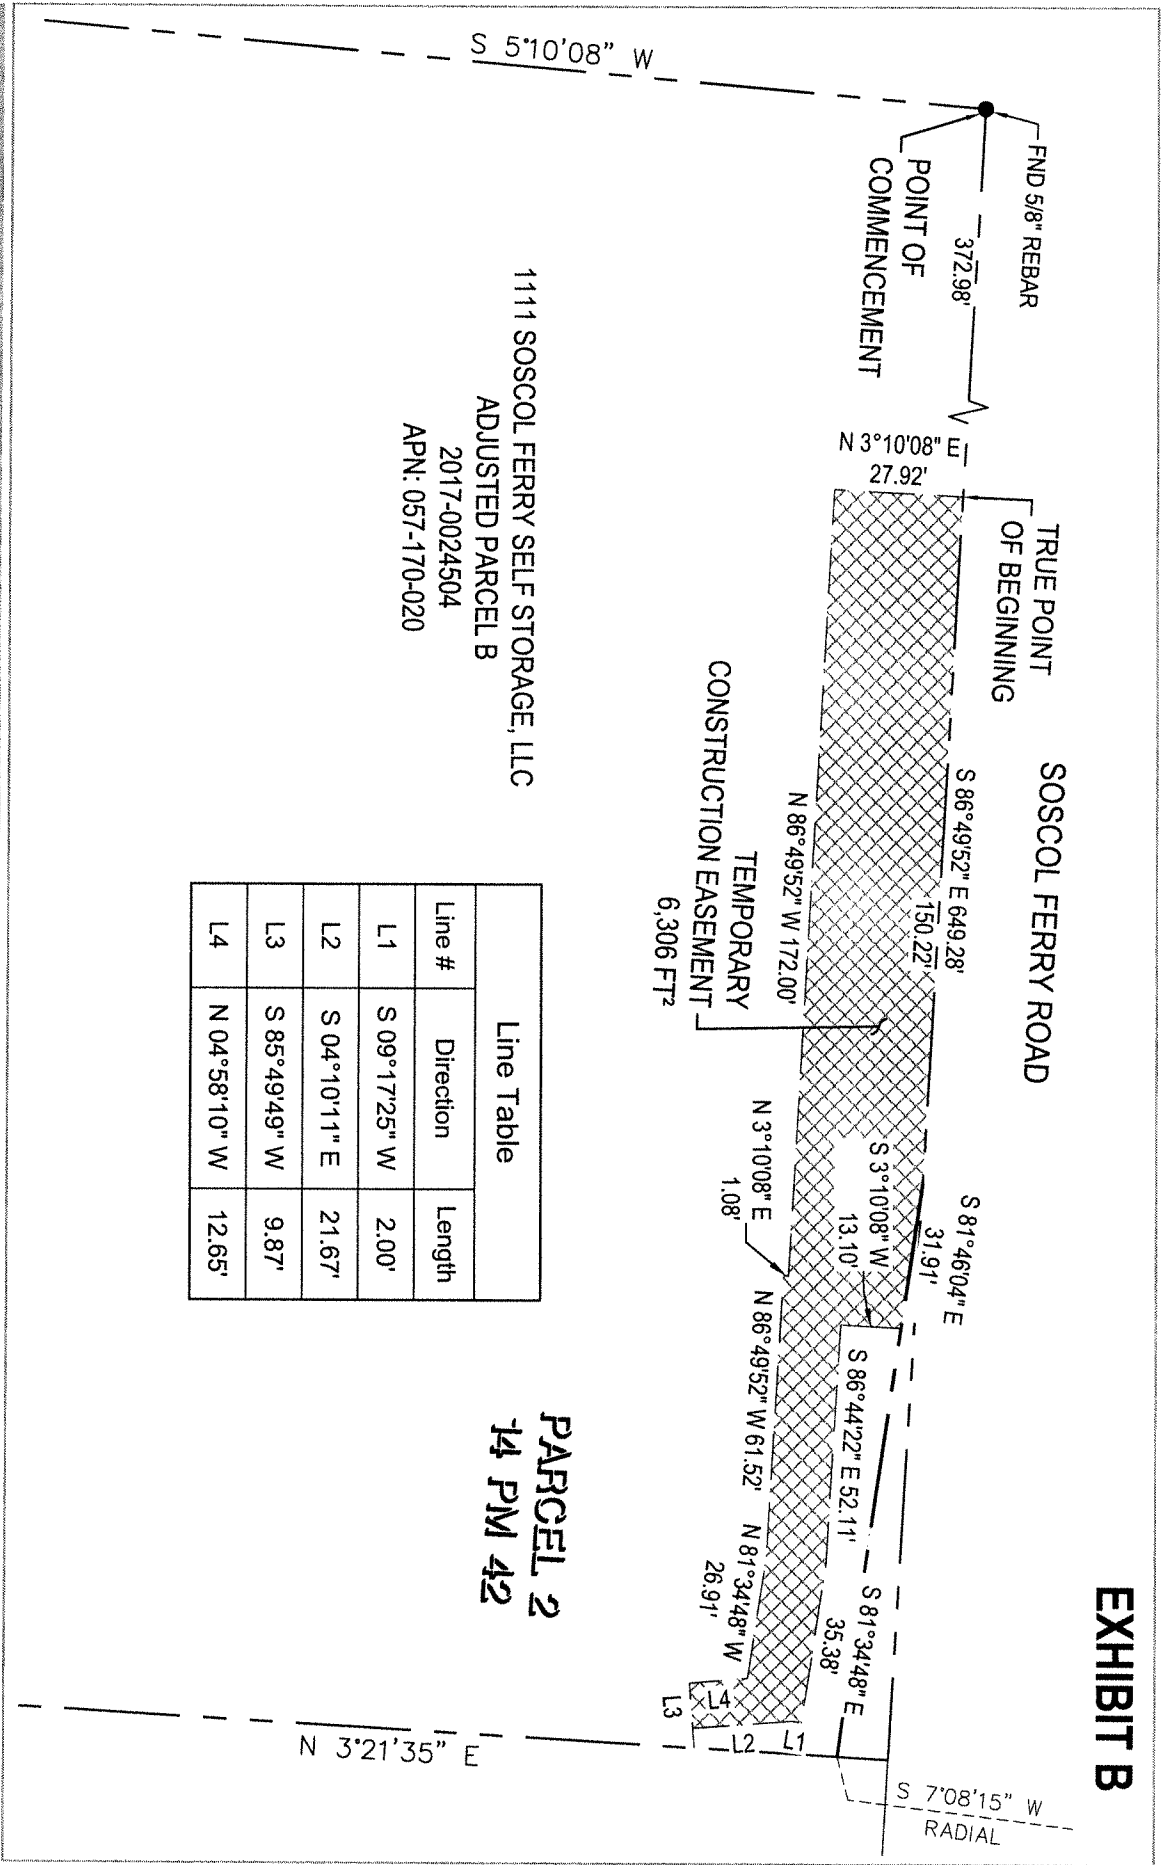 EXHIBIT B
FND 5/8" REBAR
372.98'
POINT OF
COMMENCEMENT
S 5°10'08" W
N 3°10'08" E
27.92'
TRUE POINT
OF BEGINNING
SOSCOL FERRY ROAD
S 86°49'52" E 649.28'
150.22'
N 86°49'52" W 172.00'
TEMPORARY
CONSTRUCTION EASEMENT
6,306 FT²
S 81°46'04" E
31.91'
S 3°10'08" W
13.10'
N 3°10'08" E
1.08'
S 86°44'22" E 52.11'
N 86°49'52" W 61.52'
S 81°34'48" E
35.38'
N 81°34'48" W
26.91'
L1
L2
L3
L4
S 7°08'15" W
RADIAL
N 3°21'35" E
1111 SOSCOL FERRY SELF STORAGE, LLC
ADJUSTED PARCEL B
2017-0024504
APN: 057-170-020
PARCEL 2
14 PM 42
Line Table
Line # Direction Length
L1 S 09°17'25" W 2.00'
L2 S 04°10'11" E 21.67'
L3 S 85°49'49" W 9.87'
L4 N 04°58'10" W 12.65'